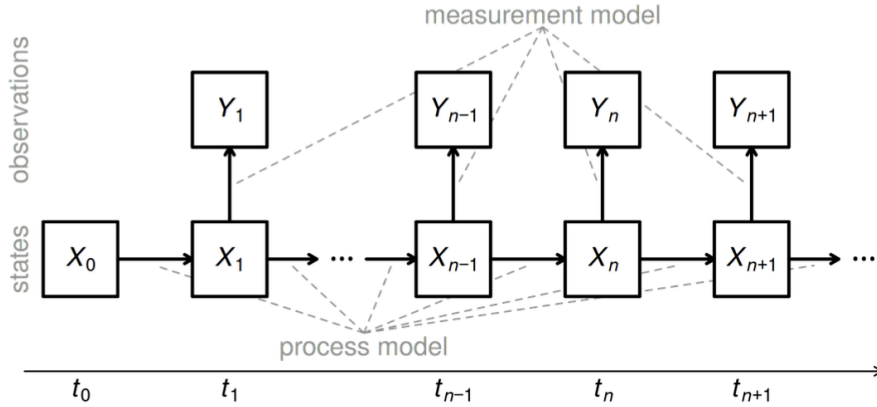 measurement model
observations
Y₁ Yₙ₋₁ Yₙ Yₙ₊₁
states
X₀ X₁ ... Xₙ₋₁ Xₙ Xₙ₊₁ ...
process model
t₀ t₁ tₙ₋₁ tₙ tₙ₊₁